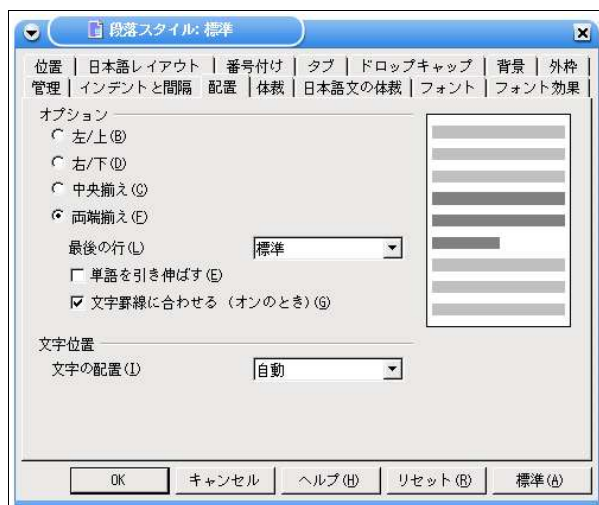 段落スタイル: 標準
位置 日本語レイアウト 番号付け タブ ドロップキャップ 背景 外枠
管理 インデントと間隔 配置 体裁 日本語文の体裁 フォント フォント効果
オプション
左/上(B)
右/下(D)
中央揃え(C)
両端揃え(F)
最後の行(L) 標準
単語を引き伸ばす(E)
文字罫線に合わせる (オンのとき)(G)
文字位置
文字の配置(I) 自動
OK キャンセル ヘルプ(H) リセット(R) 標準(A)